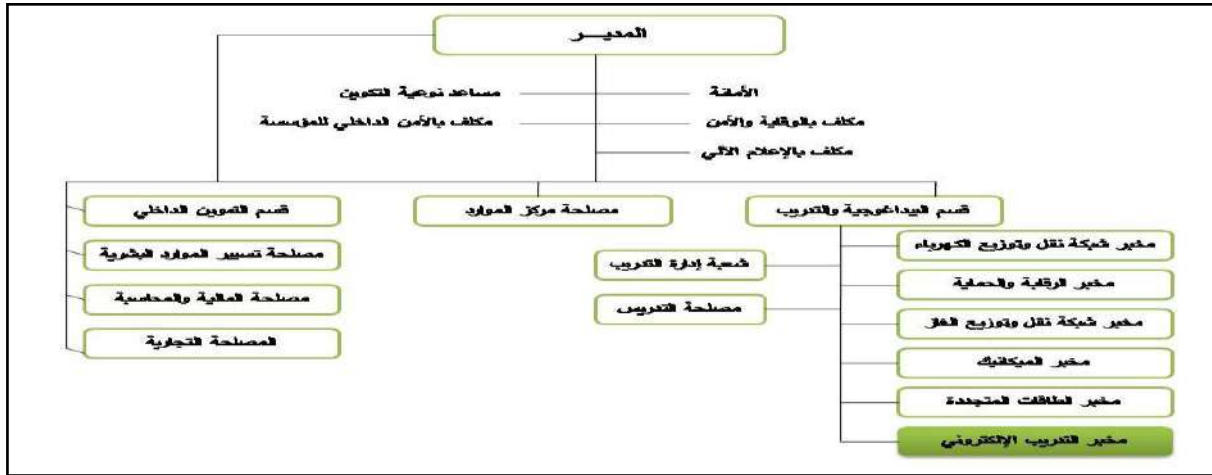 المديـــر
الأمانة
مساعد نوعية التكوين
مكلف بالوقاية والأمن
مكلف بالأمن الداخلي للمؤسسة
مكلف بالإعلام الآلي
قسم البيداغوجية والتدريب
مصلحة مركز الموارد
قسم التموين الداخلي
مخبر شبكة نقل وتوزيع الكهرباء
مخبر الرقابة والحماية
مخبر شبكة نقل وتوزيع الغاز
مخبر الميكانيك
مخبر الطاقات المتجددة
مخبر التدريب الإلكتروني
شعبة إدارة التدريب
مصلحة التدريس
مصلحة تسيير الموارد البشرية
مصلحة المالية والمحاسبة
المصلحة التجارية